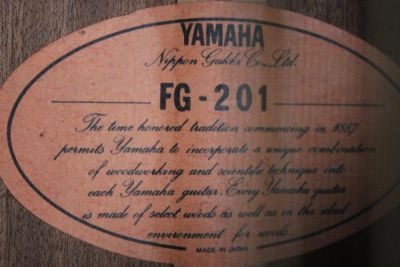 YAMAHA
Nippon Gakki Co., Ltd.
FG-201
The time honored tradition commencing in 1887
permits Yamaha to incorporate a unique combination
of woodworking and scientific technique into
each Yamaha guitar. Every Yamaha guitar
is made of select woods as well as in the ideal
environment for woods.
MADE IN JAPAN